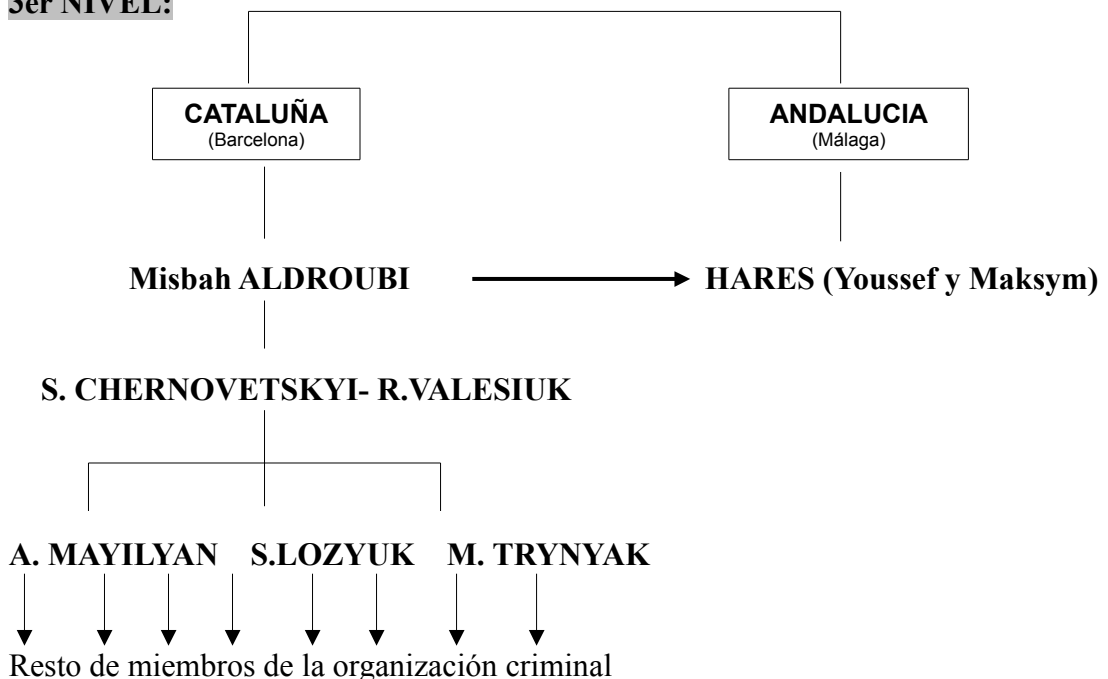 3er NIVEL:
CATALUÑA
(Barcelona)
ANDALUCIA
(Málaga)
Misbah ALDROUBI
HARES (Youssef y Maksym)
S. CHERNOVETSKYI- R.VALESIUK
A. MAYILYAN S.LOZYUK M. TRYNYAK
Resto de miembros de la organización criminal